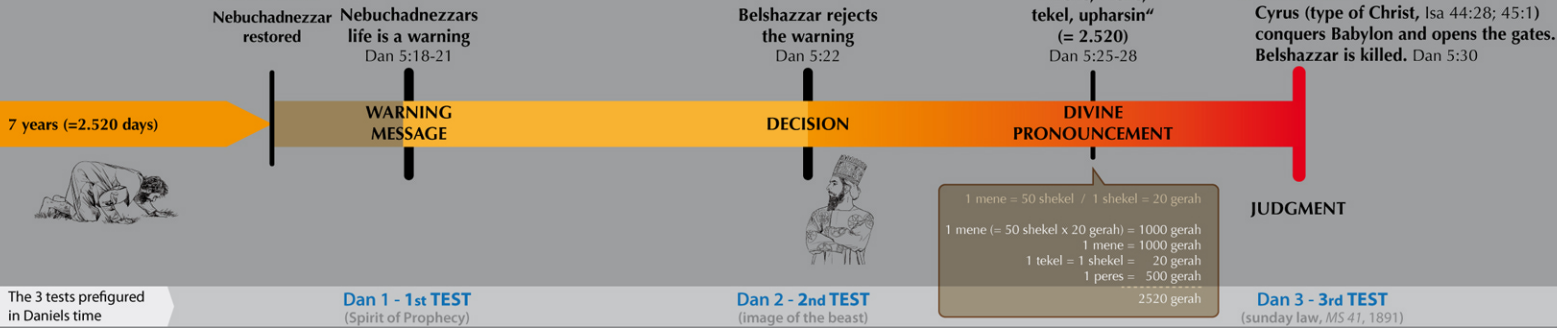 Nebuchadnezzar
restored
Nebuchadnezzars
life is a warning
Dan 5:18-21
Belshazzar rejects
the warning
Dan 5:22
tekel, upharsin“
(= 2.520)
Dan 5:25-28
Cyrus (type of Christ, Isa 44:28; 45:1)
conquers Babylon and opens the gates.
Belshazzar is killed. Dan 5:30
7 years (=2.520 days)
WARNING
MESSAGE
DECISION
DIVINE
PRONOUNCEMENT
JUDGMENT
1 mene = 50 shekel / 1 shekel = 20 gerah
1 mene (= 50 shekel x 20 gerah) = 1000 gerah
1 mene = 1000 gerah
1 tekel = 1 shekel = 20 gerah
1 peres = 500 gerah
2520 gerah
The 3 tests prefigured
in Daniels time
Dan 1 - 1st TEST
(Spirit of Prophecy)
Dan 2 - 2nd TEST
(image of the beast)
Dan 3 - 3rd TEST
(sunday law, MS 41, 1891)